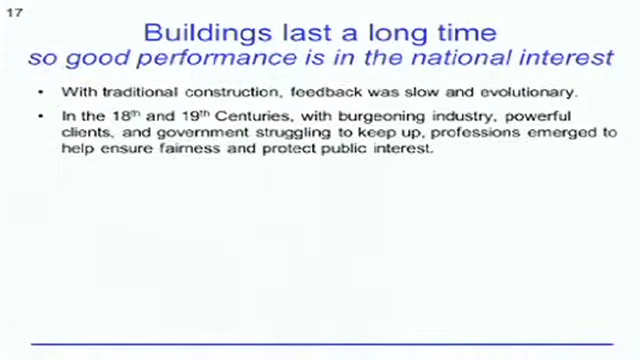 17
Buildings last a long time
so good performance is in the national interest
• With traditional construction, feedback was slow and evolutionary.
• In the 18th and 19th Centuries, with burgeoning industry, powerful
clients, and government struggling to keep up, professions emerged to
help ensure fairness and protect public interest.